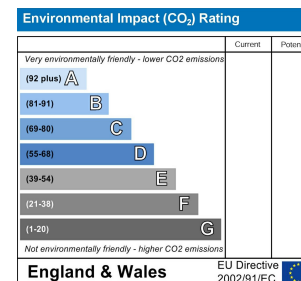 Environmental Impact (CO₂) Rating
Current Poten
Very environmentally friendly - lower CO2 emissions
(92 plus) A
(81-91) B
(69-80) C
(55-68) D
(39-54) E
(21-38) F
(1-20) G
Not environmentally friendly - higher CO2 emissions
England & Wales
EU Directive
2002/91/EC